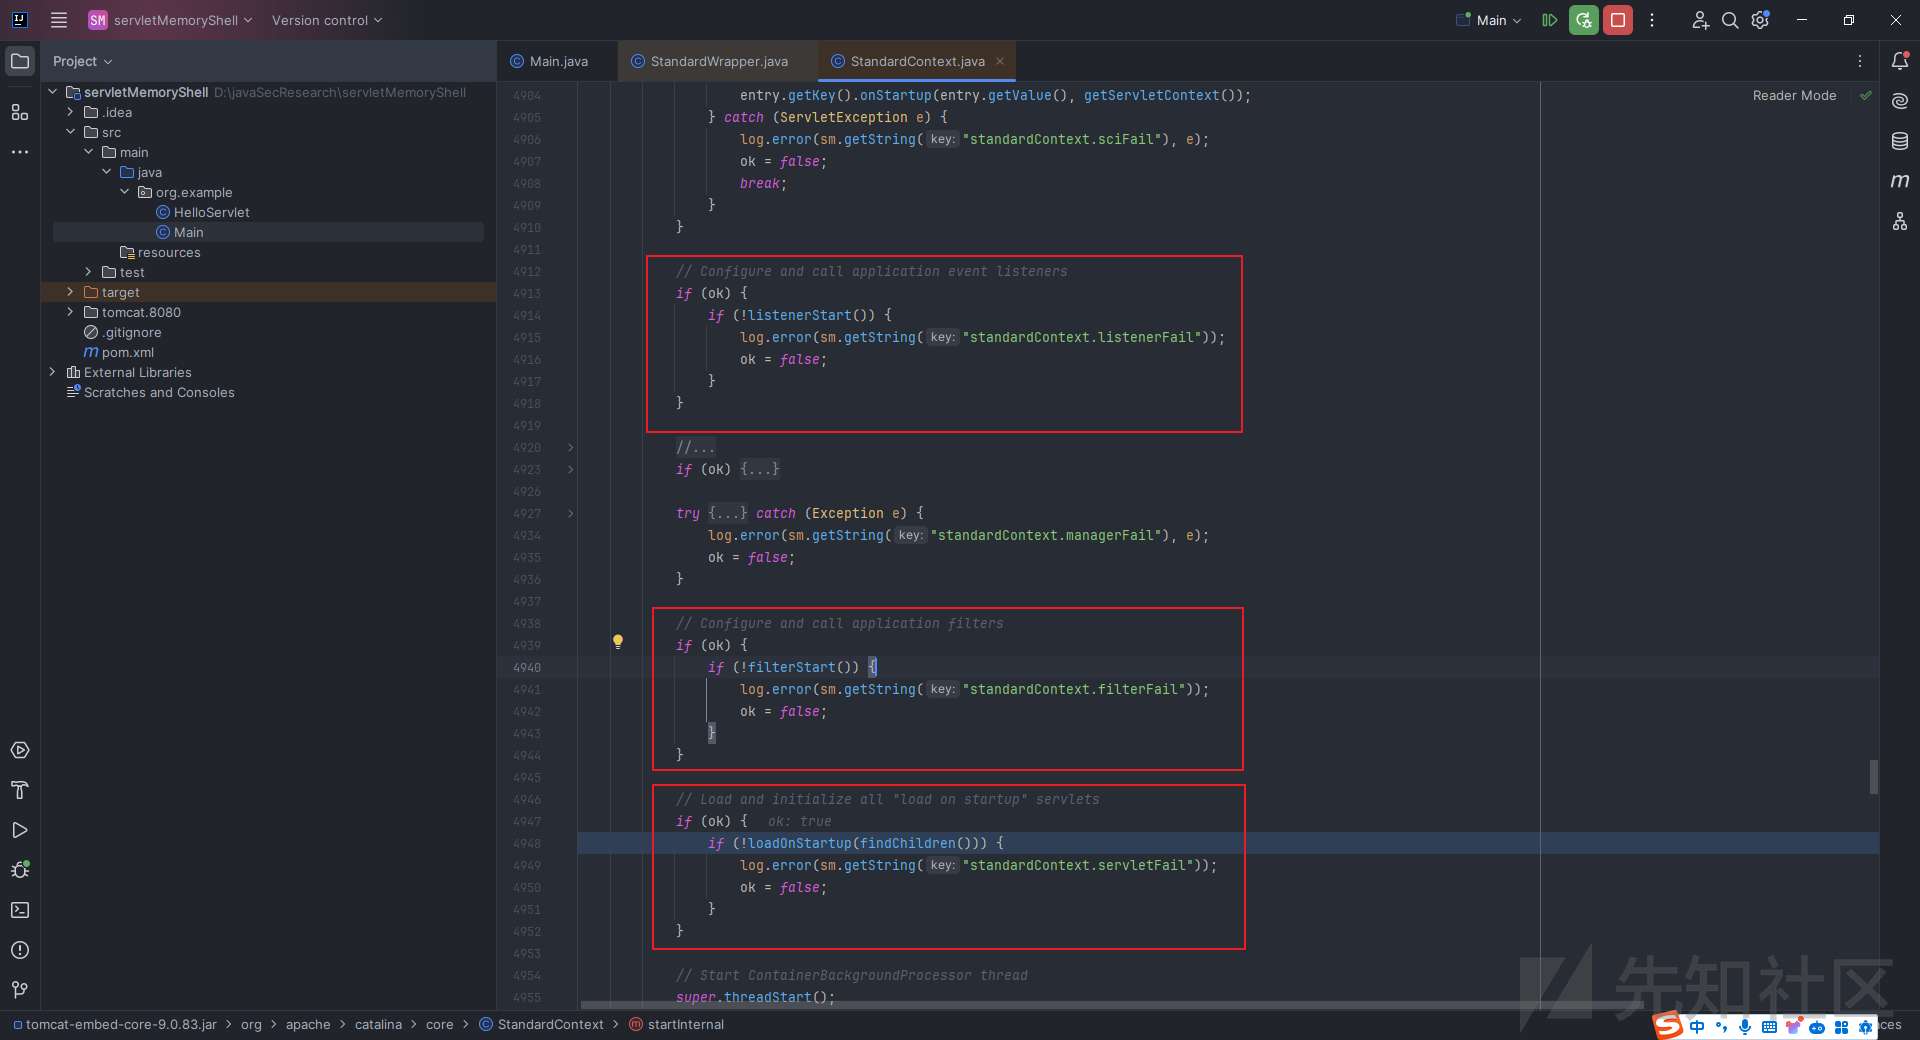 SM servletMemoryShell Version control
Main
Project
Main.java
StandardWrapper.java
StandardContext.java
servletMemoryShell D:\javaSecResearch\servletMemoryShell
.idea
src
main
java
org.example
HelloServlet
Main
resources
test
target
tomcat.8080
.gitignore
pom.xml
External Libraries
Scratches and Consoles
Reader Mode
4904 entry.getKey().onStartup(entry.getValue(), getServletContext());
4905 } catch (ServletException e) {
4906 log.error(sm.getString( key: "standardContext.sciFail"), e);
4907 ok = false;
4908 break;
4909 }
4910 }
4911
4912 // Configure and call application event listeners
4913 if (ok) {
4914 if (!listenerStart()) {
4915 log.error(sm.getString( key: "standardContext.listenerFail"));
4916 ok = false;
4917 }
4918 }
4919
4920 //...
4923 if (ok) {...}
4926
4927 try {...} catch (Exception e) {
4934 log.error(sm.getString( key: "standardContext.managerFail"), e);
4935 ok = false;
4936 }
4937
4938 // Configure and call application filters
4939 if (ok) {
4940 if (!filterStart()) {
4941 log.error(sm.getString( key: "standardContext.filterFail"));
4942 ok = false;
4943 }
4944 }
4945
4946 // Load and initialize all "load on startup" servlets
4947 if (ok) { ok: true
4948 if (!loadOnStartup(findChildren())) {
4949 log.error(sm.getString( key: "standardContext.servletFail"));
4950 ok = false;
4951 }
4952 }
4953
4954 // Start ContainerBackgroundProcessor thread
4955 super.threadStart();
先知社区
tomcat-embed-core-9.0.83.jar > org > apache > catalina > core > StandardContext > startInternal
中